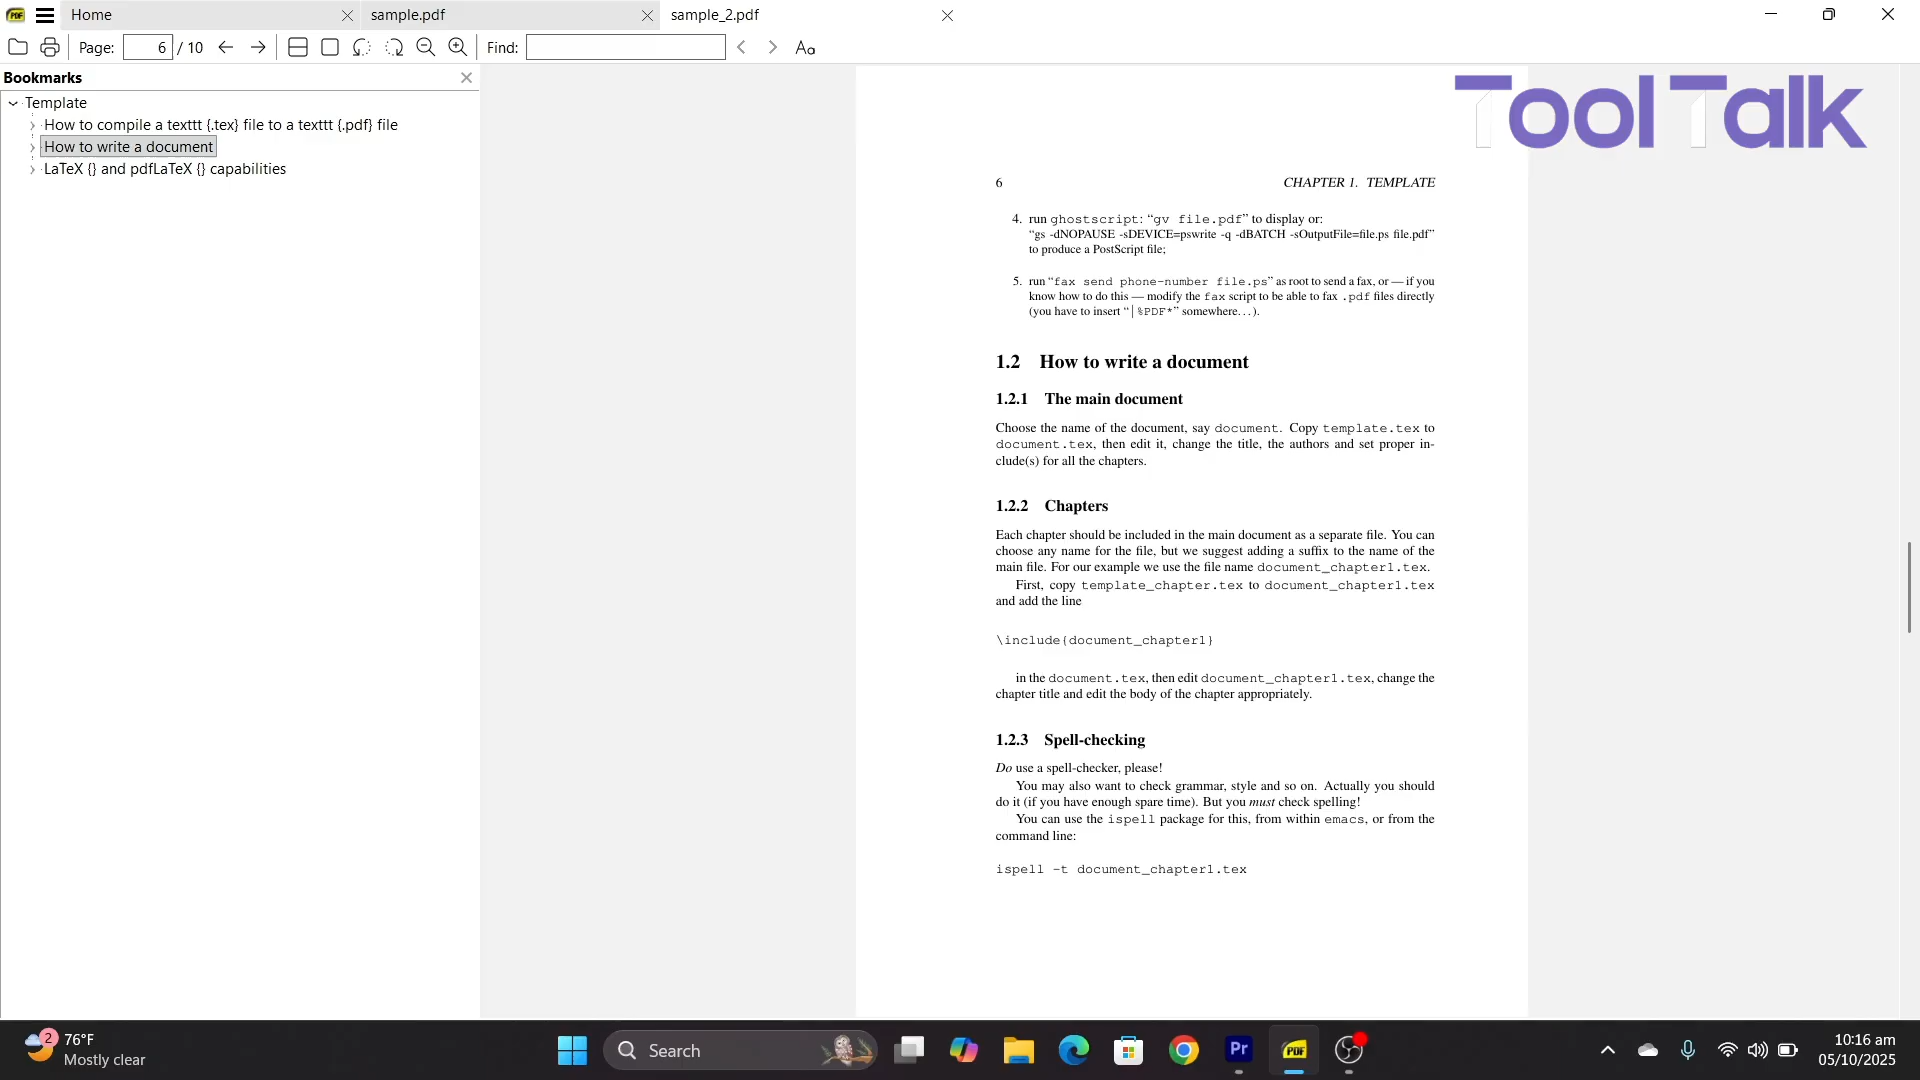 Home
sample.pdf
sample_2.pdf
Page: 6 / 10
Find:
Aa
Bookmarks
Template
How to compile a texttt {.tex} file to a texttt {.pdf} file
How to write a document
LaTeX {} and pdfLaTeX {} capabilities
Tool Talk
6 CHAPTER 1. TEMPLATE
4. run ghostscript: “gv file.pdf” to display or:
“gs -dNOPAUSE -sDEVICE=pswrite -q -dBATCH -sOutputFile=file.ps file.pdf”
to produce a PostScript file;
5. run “fax send phone-number file.ps” as root to send a fax, or — if you
know how to do this — modify the fax script to be able to fax .pdf files directly
(you have to insert “|%PDF*” somewhere...).
1.2 How to write a document
1.2.1 The main document
Choose the name of the document, say document. Copy template.tex to
document.tex, then edit it, change the title, the authors and set proper in-
clude(s) for all the chapters.
1.2.2 Chapters
Each chapter should be included in the main document as a separate file. You can
choose any name for the file, but we suggest adding a suffix to the name of the
main file. For our example we use the file name document_chapter1.tex.
First, copy template_chapter.tex to document_chapter1.tex
and add the line
\include{document_chapter1}
in the document.tex, then edit document_chapter1.tex, change the
chapter title and edit the body of the chapter appropriately.
1.2.3 Spell-checking
Do use a spell-checker, please!
You may also want to check grammar, style and so on. Actually you should
do it (if you have enough spare time). But you must check spelling!
You can use the ispell package for this, from within emacs, or from the
command line:
ispell -t document_chapter1.tex
2
76°F
Mostly clear
Search
Pr
PDF
10:16 am
05/10/2025